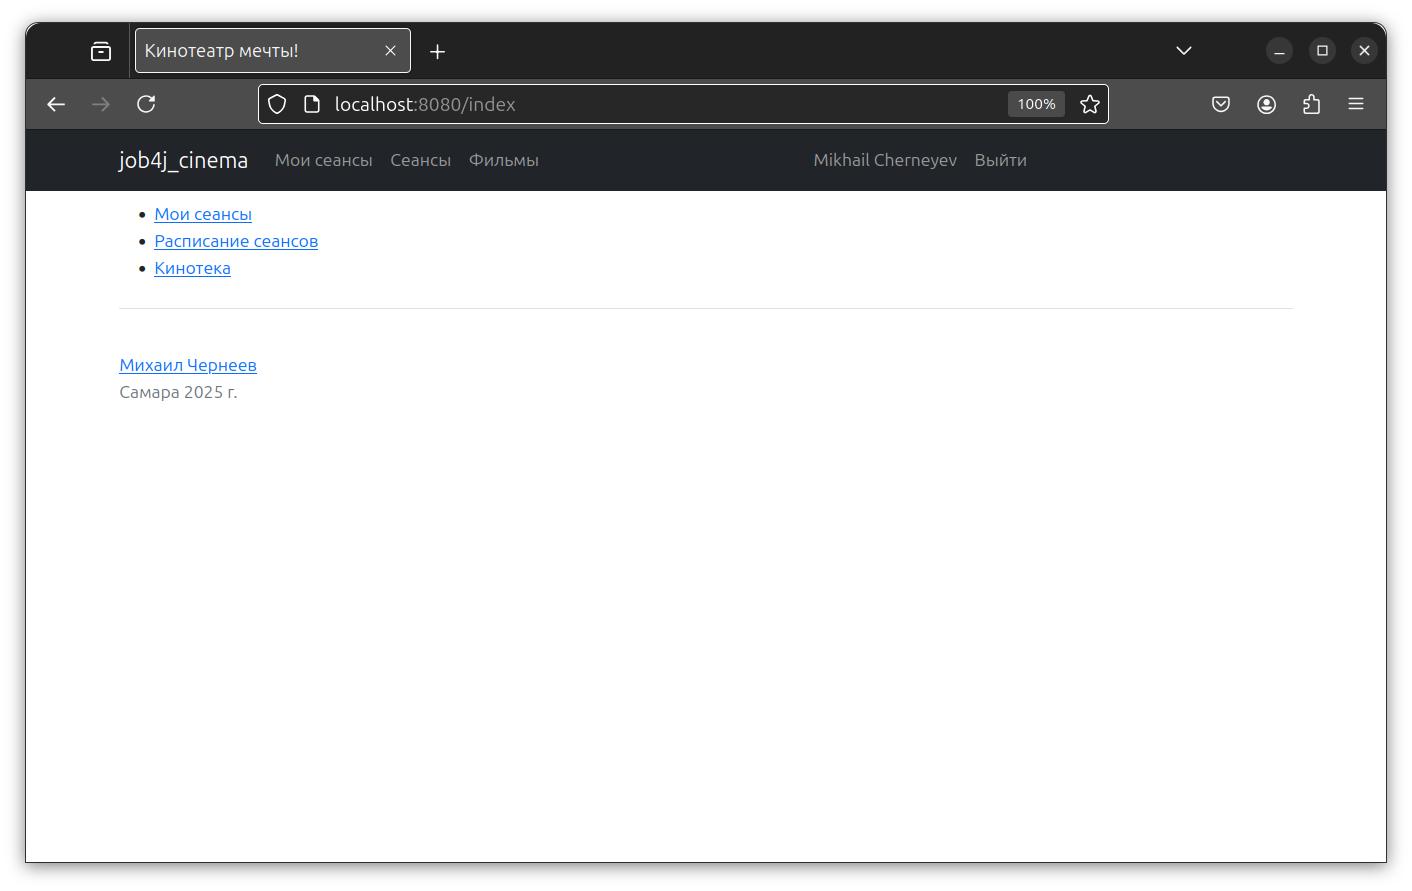 Кинотеатр мечты!
localhost:8080/index
100%
job4j_cinema Мои сеансы Сеансы Фильмы Mikhail Cherneyev Выйти
Мои сеансы
Расписание сеансов
Кинотека
Михаил Чернеев
Самара 2025 г.